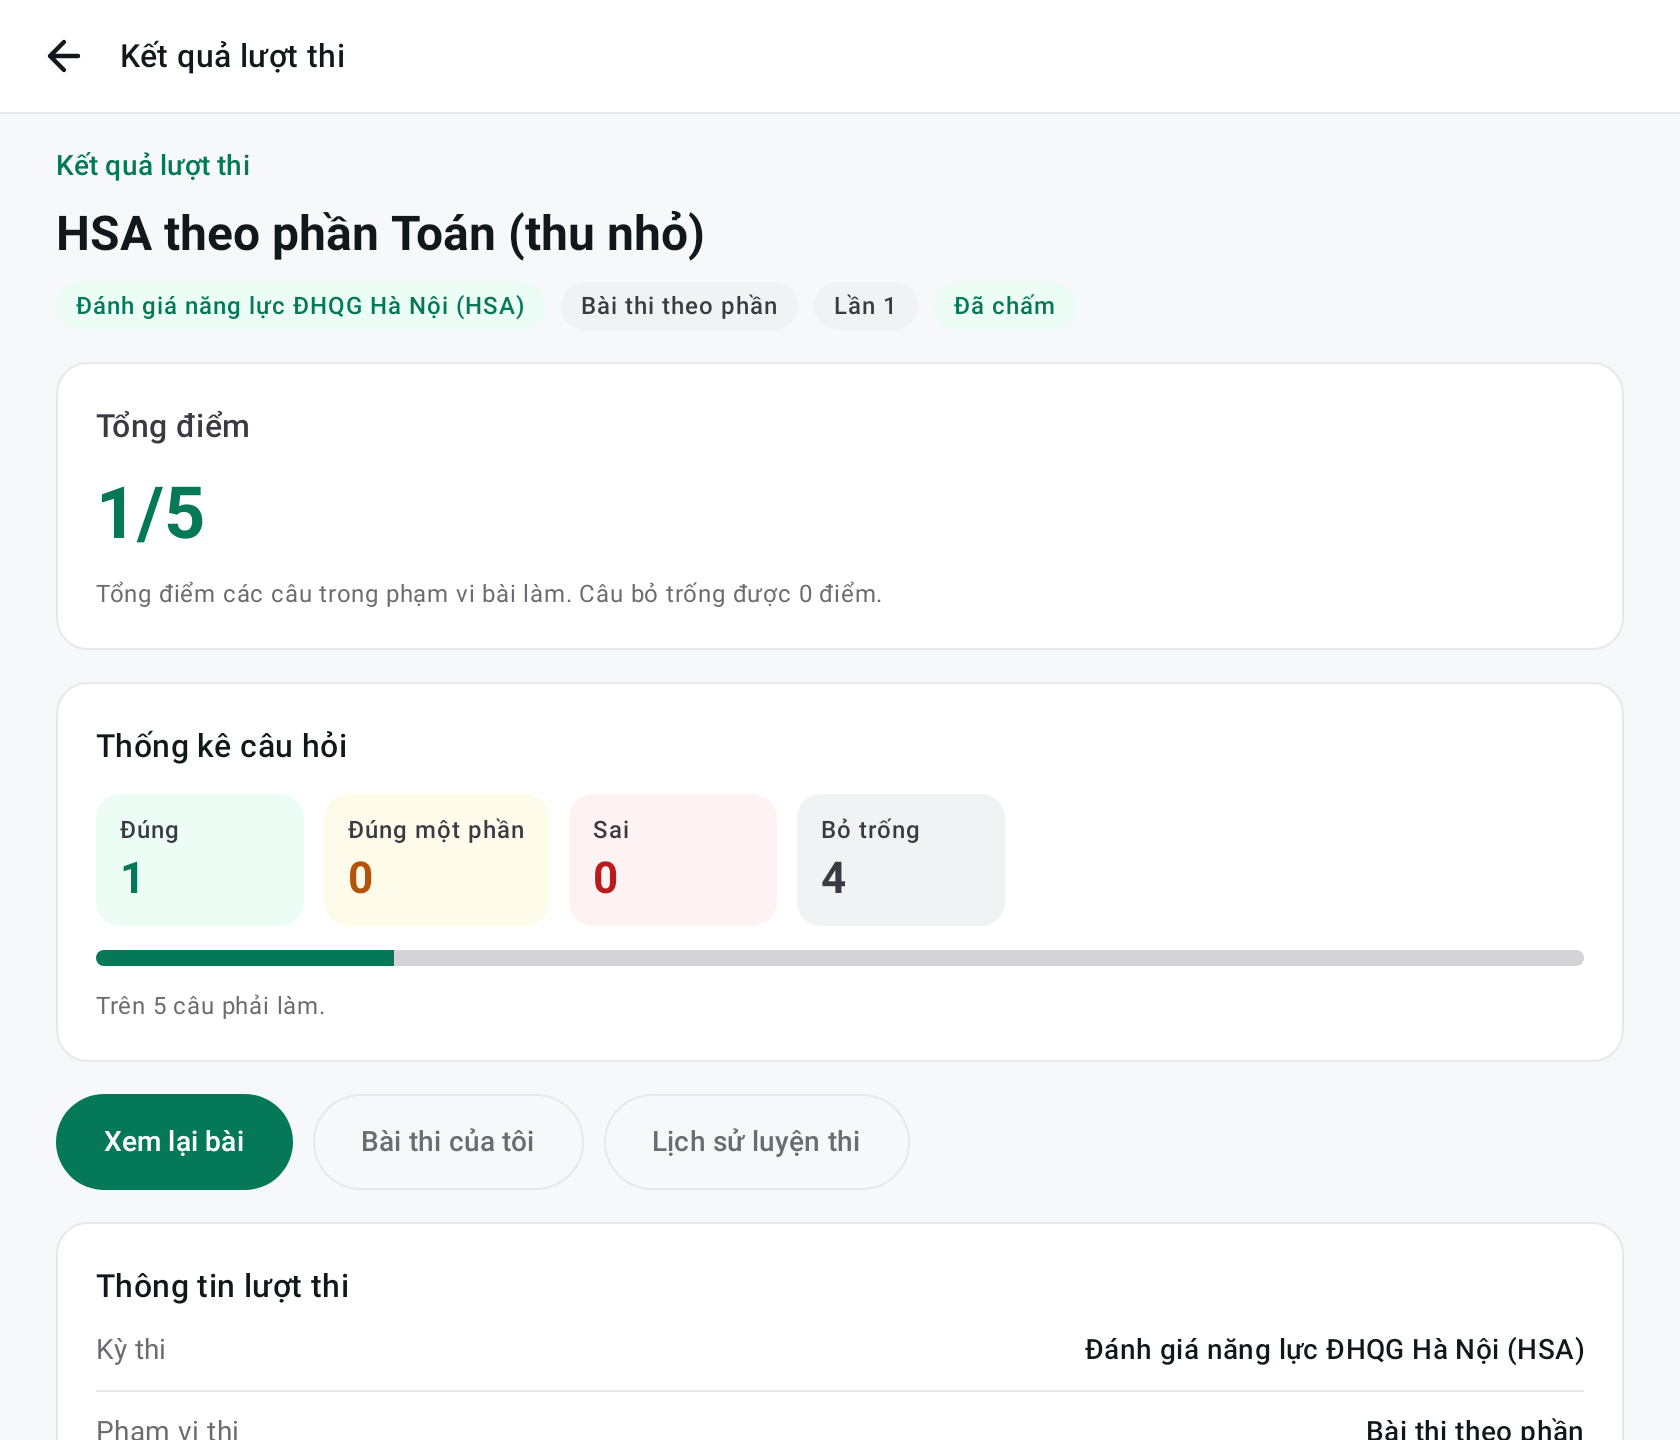 Kết quả lượt thi
Kết quả lượt thi
HSA theo phần Toán (thu nhỏ)
Đánh giá năng lực ĐHQG Hà Nội (HSA) Bài thi theo phần Lần 1 Đã chấm
Tổng điểm
1/5
Tổng điểm các câu trong phạm vi bài làm. Câu bỏ trống được 0 điểm.
Thống kê câu hỏi
Đúng Đúng một phần Sai Bỏ trống
1 0 0 4
Trên 5 câu phải làm.
Xem lại bài Bài thi của tôi Lịch sử luyện thi
Thông tin lượt thi
Kỳ thi Đánh giá năng lực ĐHQG Hà Nội (HSA)
Phạm vi thi Bài thi theo phần